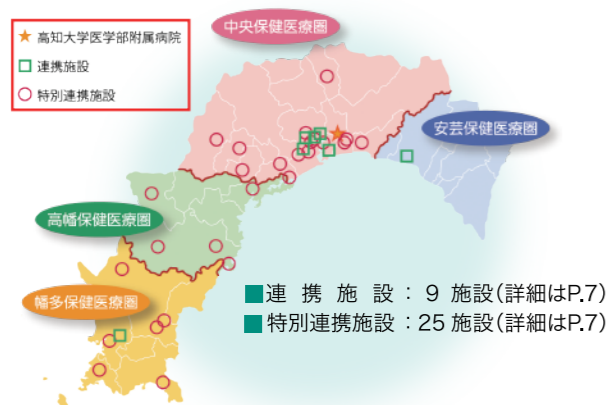 中央保健医療圏
★ 高知大学医学部附属病院
□ 連携施設
○ 特別連携施設
安芸保健医療圏
高幡保健医療圏
幡多保健医療圏
■連携施設：9 施設(詳細はP.7)
■特別連携施設：25 施設(詳細はP.7)